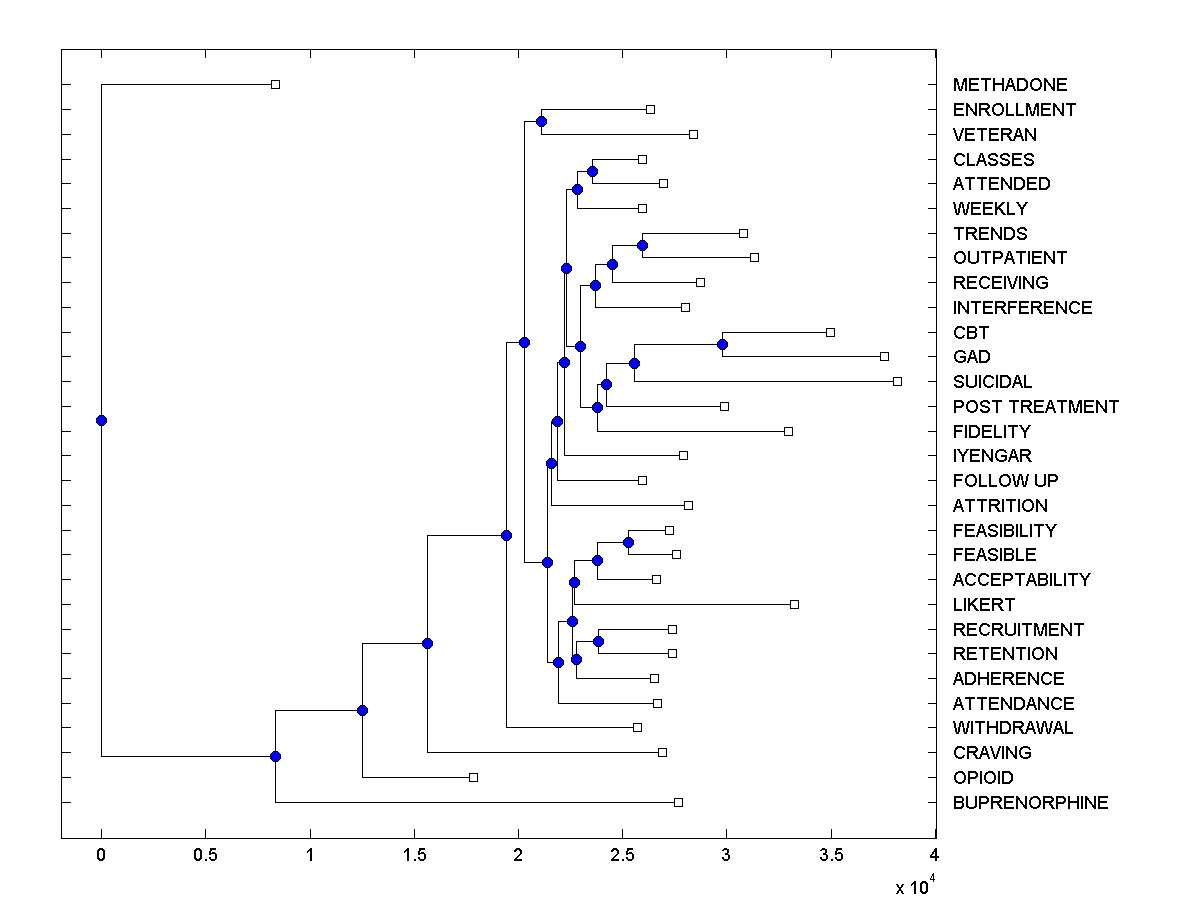 METHADONE
ENROLLMENT
VETERAN
CLASSES
ATTENDED
WEEKLY
TRENDS
OUTPATIENT
RECEIVING
INTERFERENCE
CBT
GAD
SUICIDAL
POST TREATMENT
FIDELITY
IYENGAR
FOLLOW UP
ATTRITION
FEASIBILITY
FEASIBLE
ACCEPTABILITY
LIKERT
RECRUITMENT
RETENTION
ADHERENCE
ATTENDANCE
WITHDRAWAL
CRAVING
OPIOID
BUPRENORPHINE
0 0.5 1 1.5 2 2.5 3 3.5 4
x 10^4